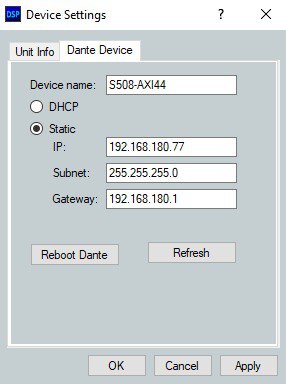 DSP Device Settings ? ×
Unit Info Dante Device
Device name: S508-AXI44
DHCP
Static
IP: 192.168.180.77
Subnet: 255.255.255.0
Gateway: 192.168.180.1
Reboot Dante Refresh
OK Cancel Apply